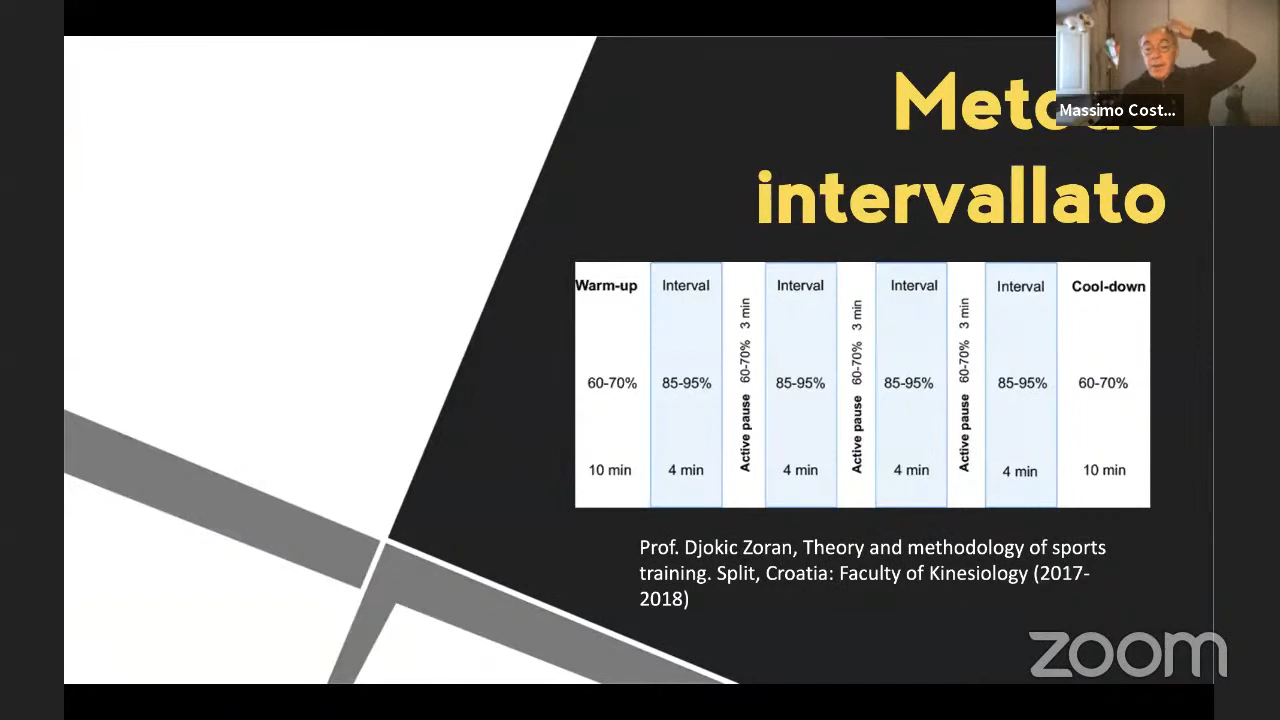 Metodo
intervallato
Massimo Cost...
Warm-up Interval Interval Interval Interval Cool-down
Active pause 60-70% 3 min
Active pause 60-70% 3 min
Active pause 60-70% 3 min
60-70% 85-95% 85-95% 85-95% 85-95% 60-70%
10 min 4 min 4 min 4 min 4 min 10 min
Prof. Djokic Zoran, Theory and methodology of sports
training. Split, Croatia: Faculty of Kinesiology (2017-
2018)
zoom